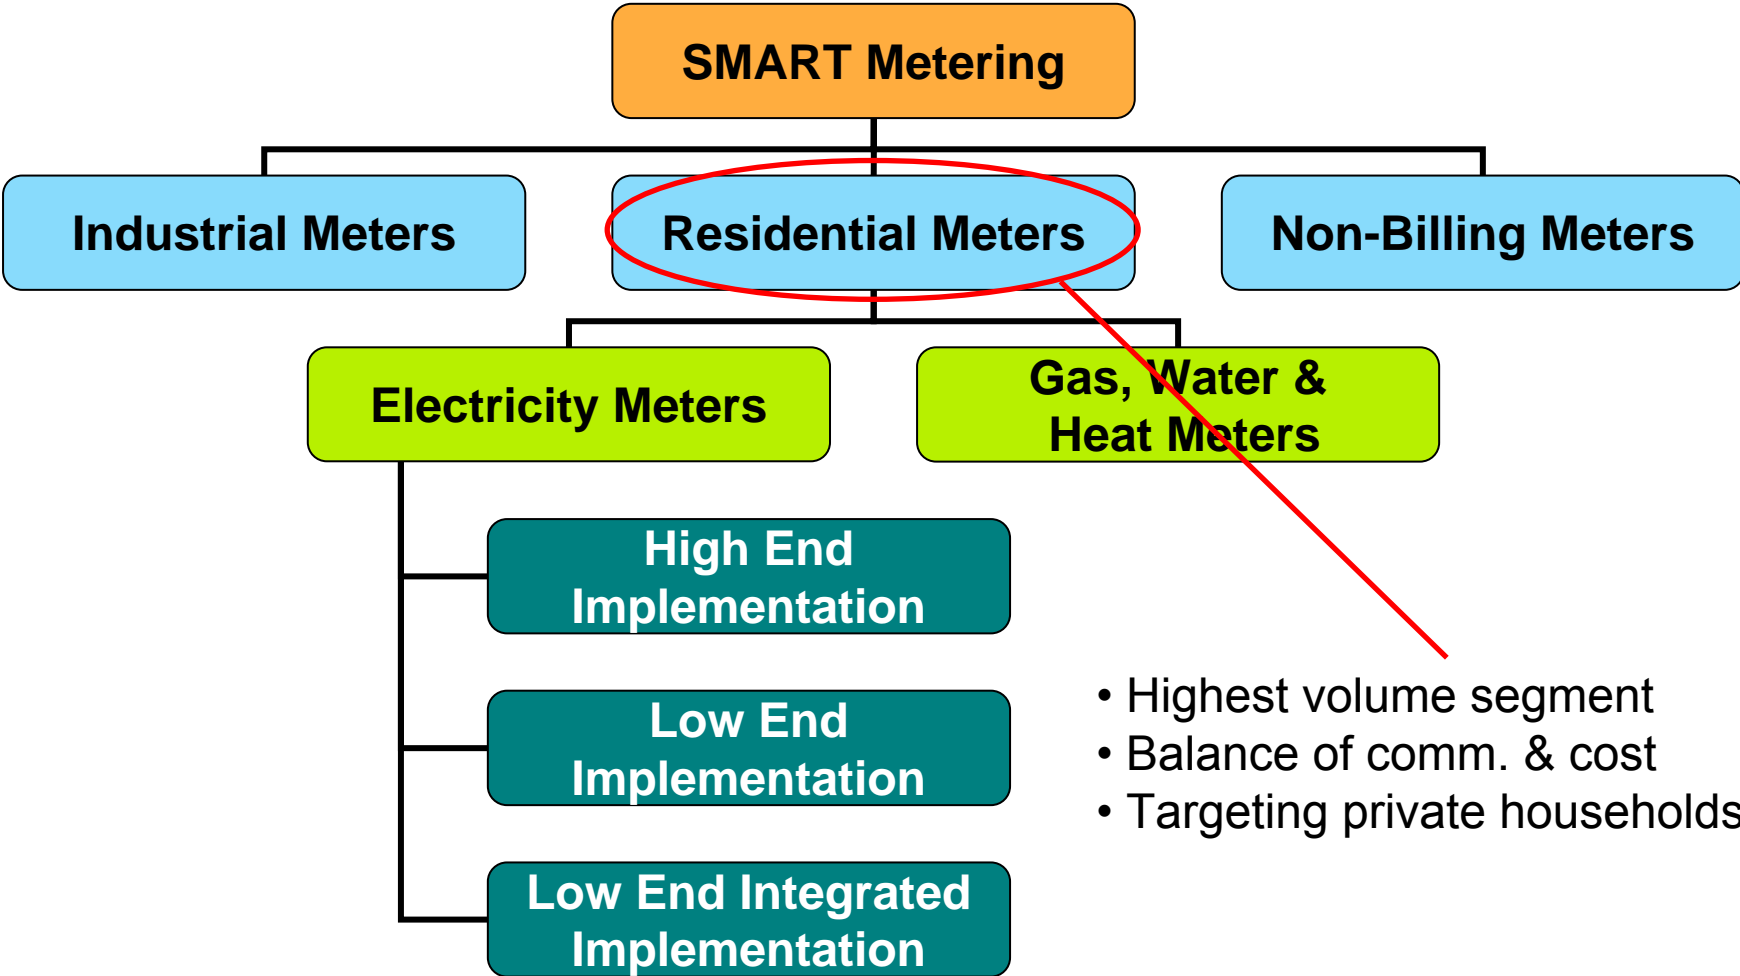 SMART Metering
Industrial Meters
Residential Meters
Non-Billing Meters
Electricity Meters
Gas, Water &
Heat Meters
High End
Implementation
Low End
Implementation
Low End Integrated
Implementation
• Highest volume segment
• Balance of comm. & cost
• Targeting private households